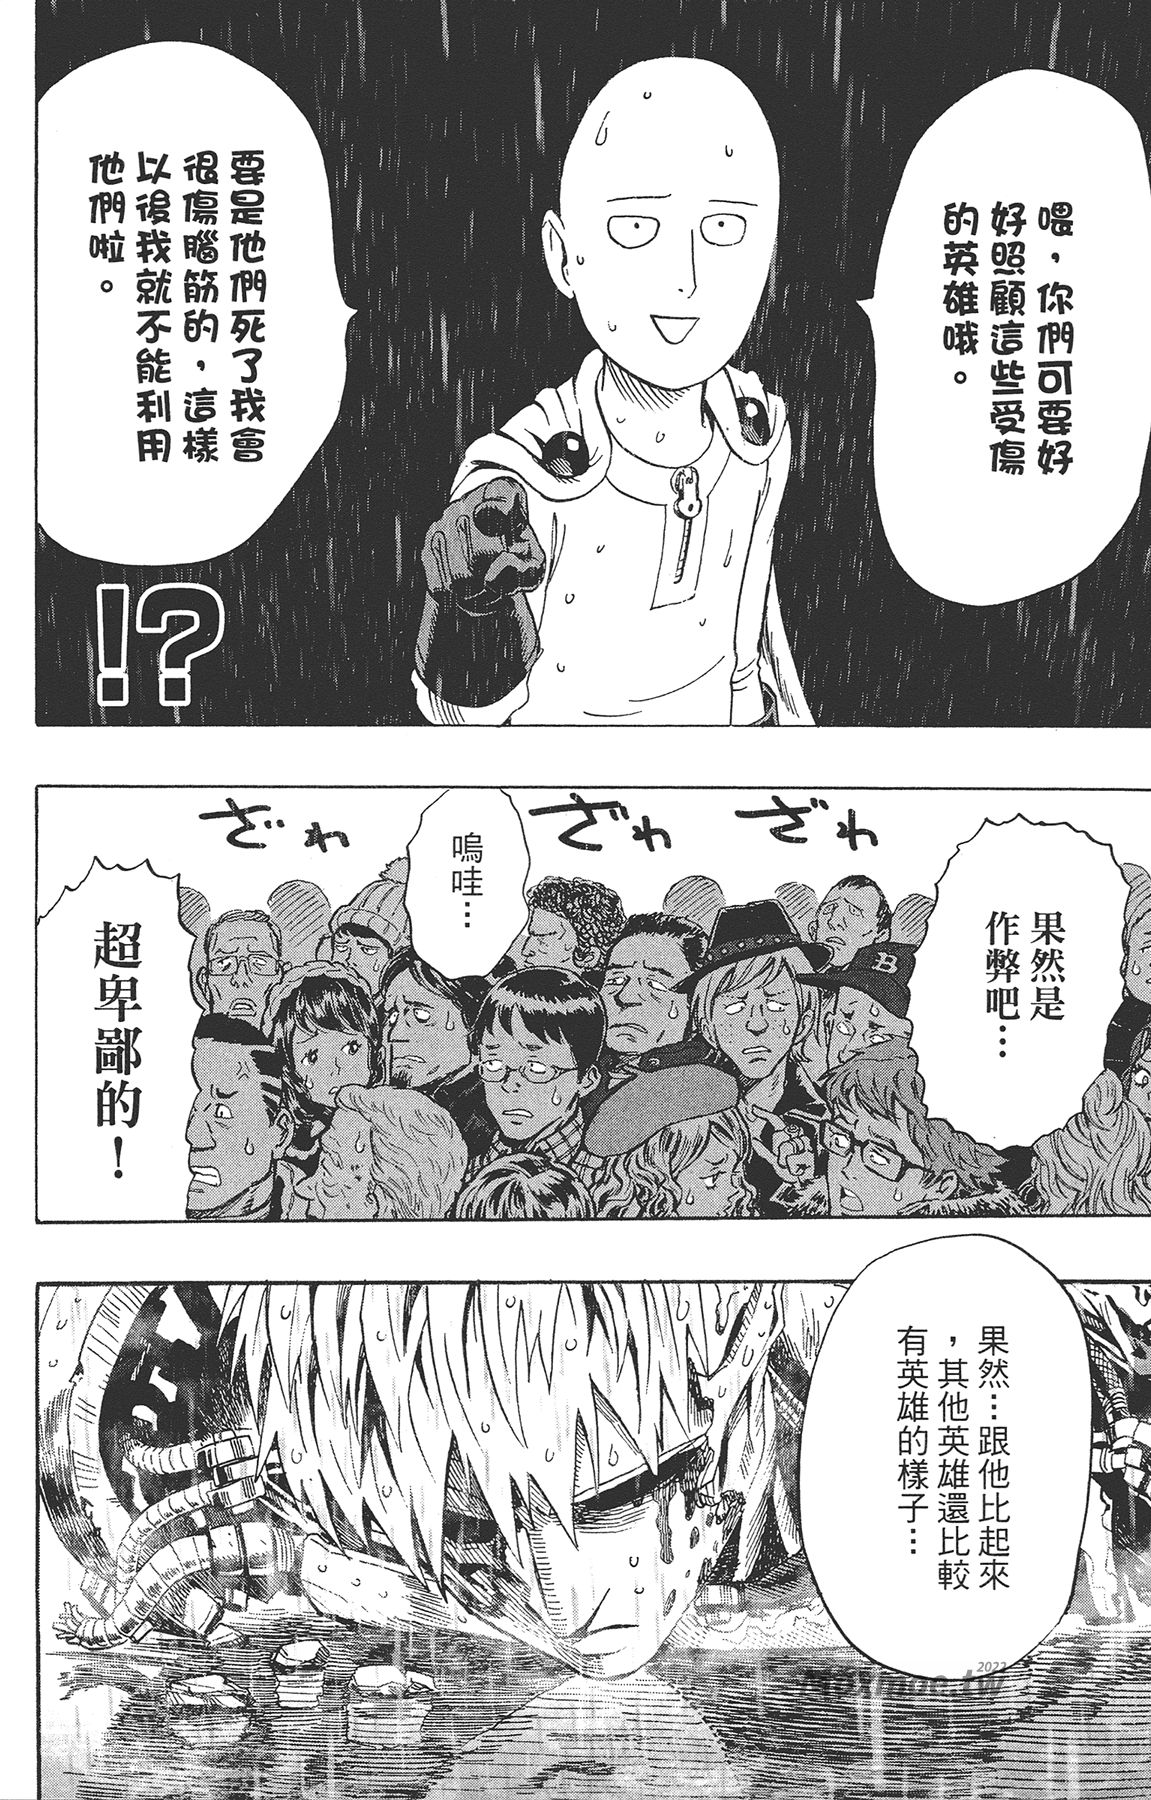 喂，你們可要好
好照顧這些受傷
的英雄哦。
要是他們死了我會
很傷腦筋的，這樣
以後我就不能利用
他們啦。
!?
果然是
作弊吧…
ざわ
ざわ
嗚哇…
ざわ
超卑鄙的！
B
果然…跟他比起來
，其他英雄還比較
有英雄的樣子…
2022
Moxmoe.tw